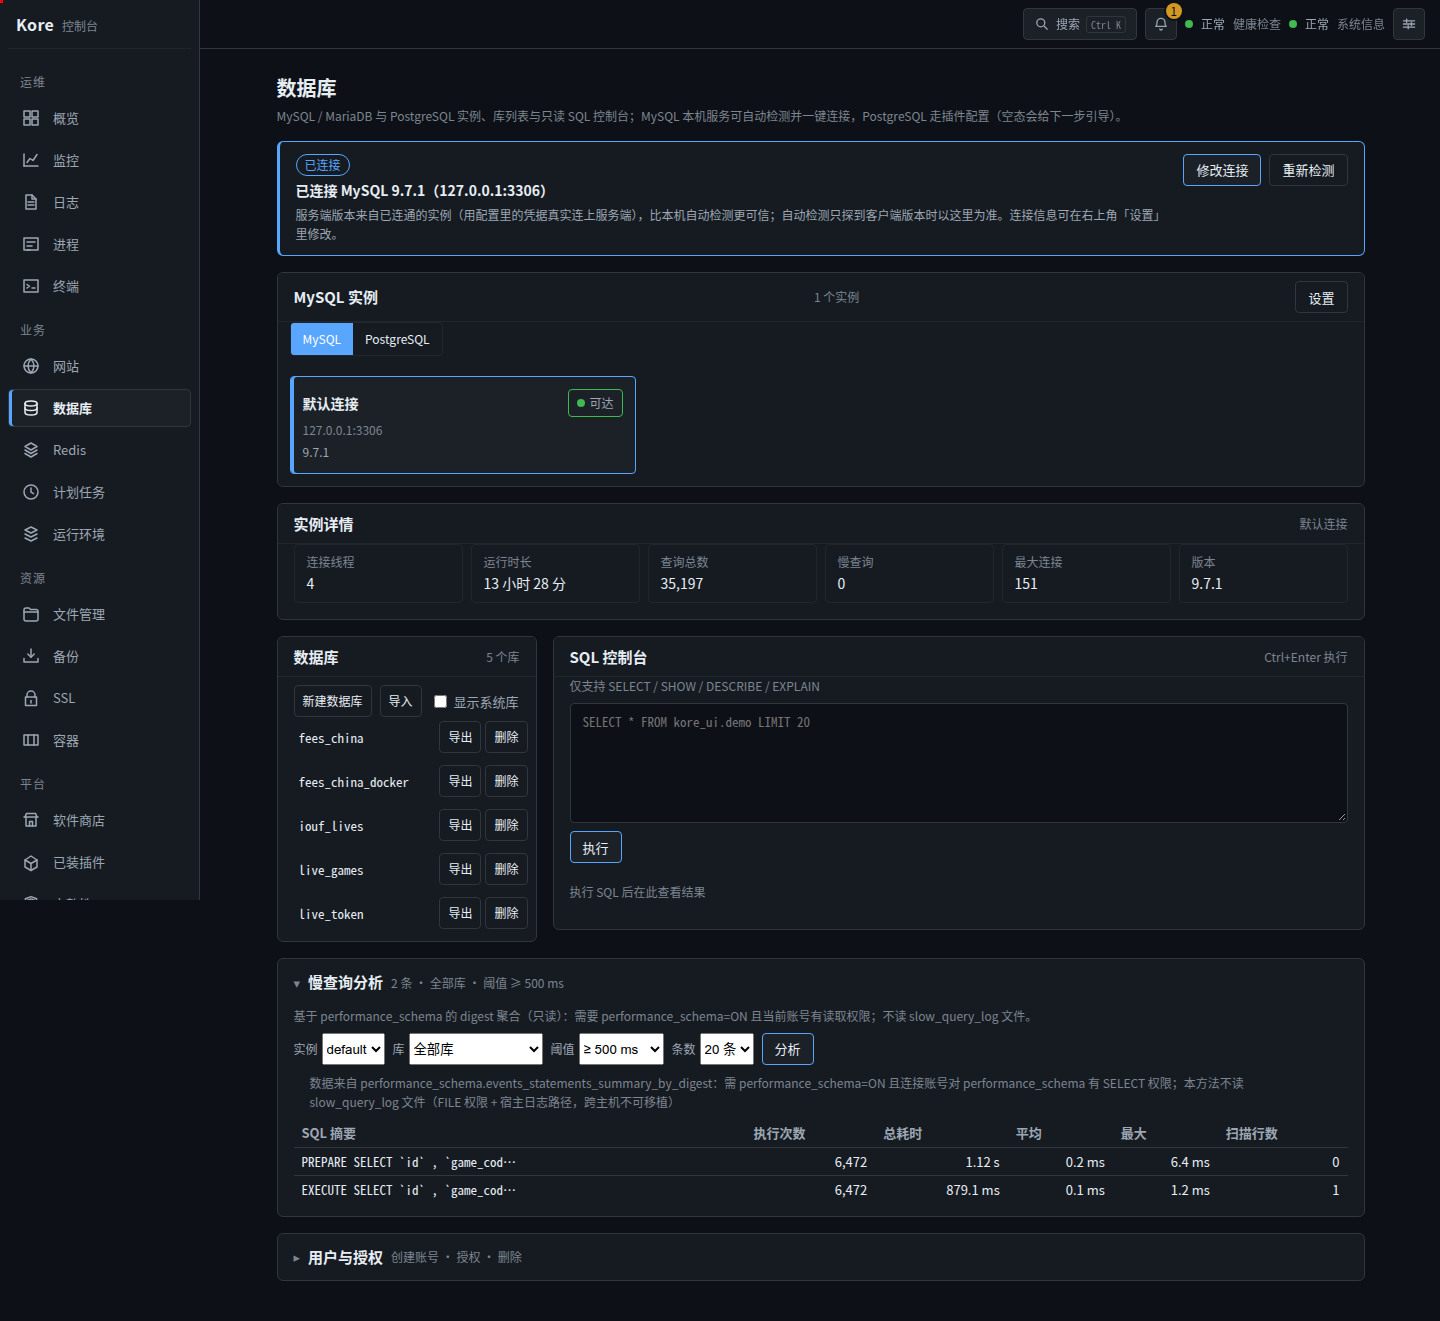 Kore 控制台
搜索 Ctrl K
1
正常 健康检查 正常 系统信息
运维
概览
监控
日志
进程
终端
业务
网站
数据库
Redis
计划任务
运行环境
资源
文件管理
备份
SSL
容器
平台
软件商店
已装插件
数据库
MySQL / MariaDB 与 PostgreSQL 实例、库列表与只读 SQL 控制台；MySQL 本机服务可自动检测并一键连接，PostgreSQL 走插件配置（空态会给下一步引导）。
已连接
已连接 MySQL 9.7.1（127.0.0.1:3306）
服务端版本来自已连通的实例（用配置里的凭据真实连上服务端），比本机自动检测更可信；自动检测只探到客户端版本时以这里为准。连接信息可在右上角「设置」
里修改。
修改连接
重新检测
MySQL 实例
1 个实例
设置
MySQL
PostgreSQL
默认连接
可达
127.0.0.1:3306
9.7.1
实例详情
默认连接
连接线程
4
运行时长
13 小时 28 分
查询总数
35,197
慢查询
0
最大连接
151
版本
9.7.1
数据库
5 个库
新建数据库
导入
显示系统库
fees_china 导出 删除
fees_china_docker 导出 删除
iouf_lives 导出 删除
live_games 导出 删除
live_token 导出 删除
SQL 控制台
Ctrl+Enter 执行
仅支持 SELECT / SHOW / DESCRIBE / EXPLAIN
SELECT * FROM kore_ui.demo LIMIT 20
执行
执行 SQL 后在此查看结果
▾ 慢查询分析 2 条 · 全部库 · 阈值 ≥ 500 ms
基于 performance_schema 的 digest 聚合（只读）：需要 performance_schema=ON 且当前账号有读取权限；不读 slow_query_log 文件。
实例 default 库 全部库 阈值 ≥ 500 ms 条数 20 条 分析
数据来自 performance_schema.events_statements_summary_by_digest：需 performance_schema=ON 且连接账号对 performance_schema 有 SELECT 权限；本方法不读
slow_query_log 文件（FILE 权限 + 宿主日志路径，跨主机不可移植）
SQL 摘要 执行次数 总耗时 平均 最大 扫描行数
PREPARE SELECT `id` , `game_cod… 6,472 1.12 s 0.2 ms 6.4 ms 0
EXECUTE SELECT `id` , `game_cod… 6,472 879.1 ms 0.1 ms 1.2 ms 1
▸ 用户与授权 创建账号 · 授权 · 删除